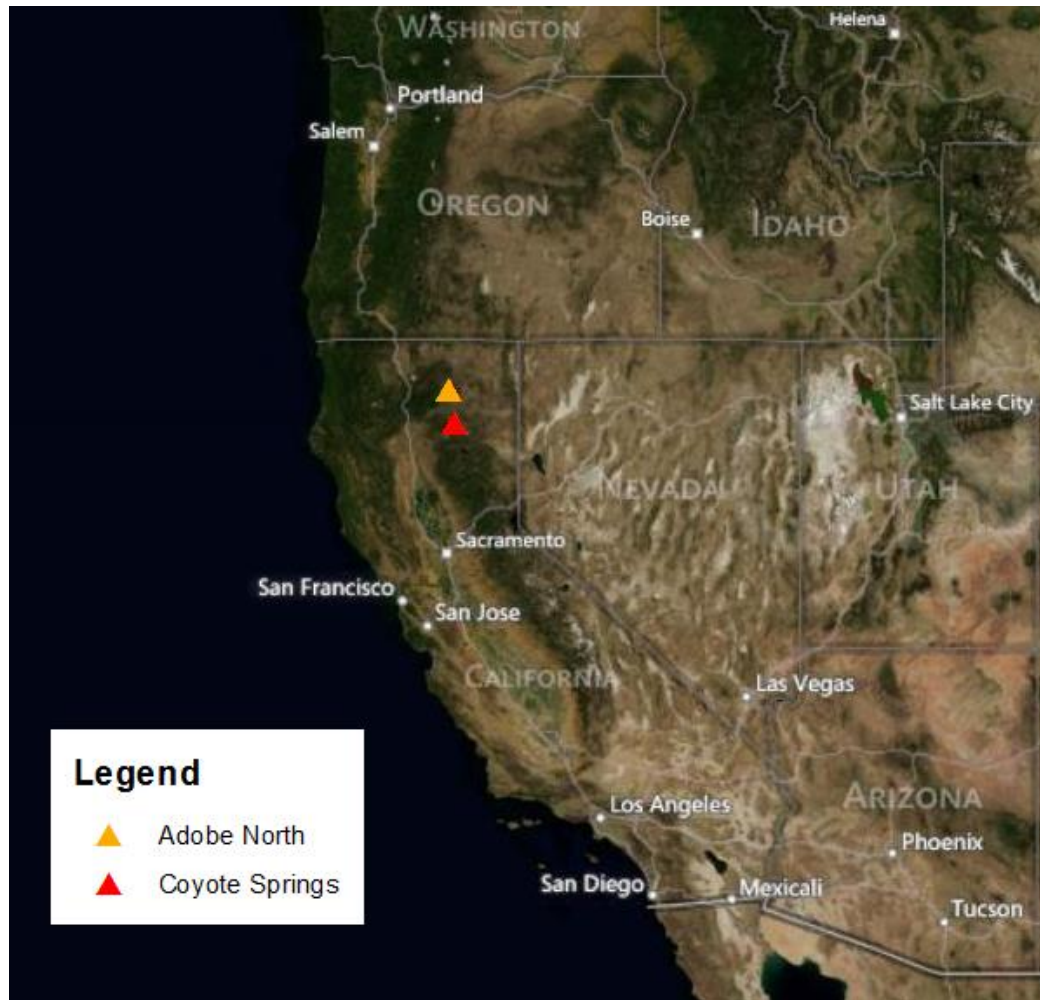 WASHINGTON
Helena
Portland
Salem
OREGON
Boise
IDAHO
Salt Lake City
NEVADA
UTAH
Sacramento
San Francisco
San Jose
CALIFORNIA
Las Vegas
Legend
Adobe North
Coyote Springs
Los Angeles
ARIZONA
Phoenix
San Diego
Mexicali
Tucson